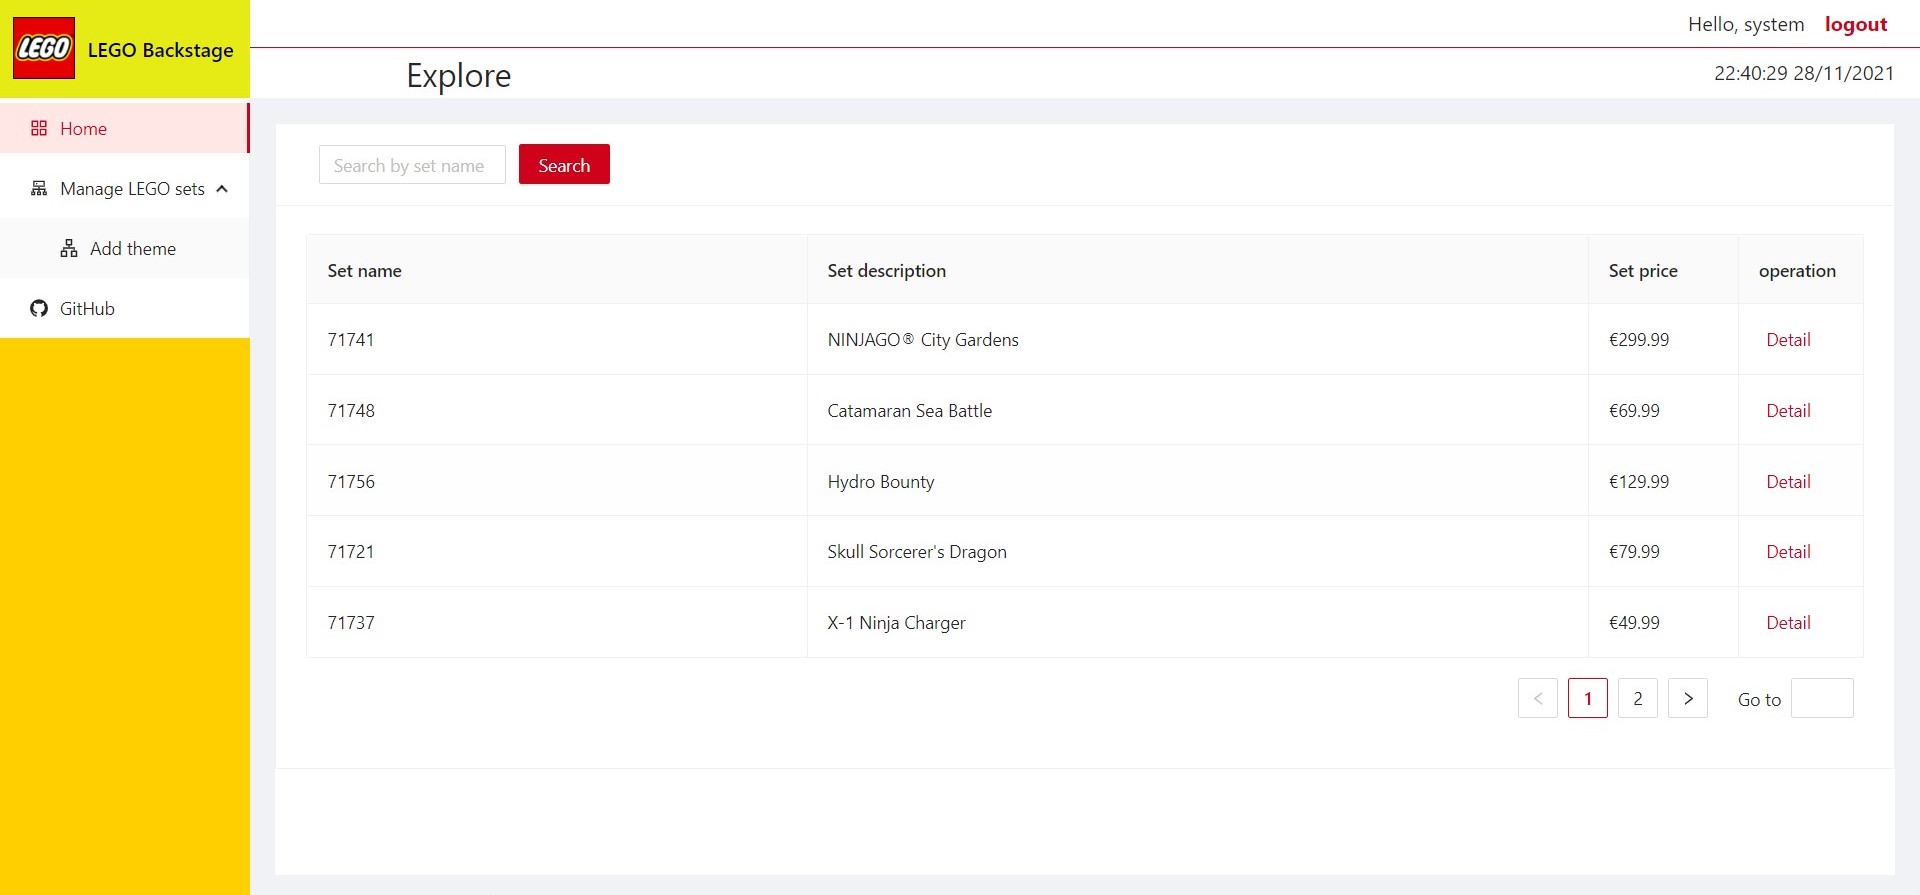 LEGO
LEGO Backstage
Hello, system logout
Explore
22:40:29 28/11/2021
Home
Manage LEGO sets
Add theme
GitHub
Search by set name Search
Set name Set description Set price operation
71741 NINJAGO® City Gardens €299.99 Detail
71748 Catamaran Sea Battle €69.99 Detail
71756 Hydro Bounty €129.99 Detail
71721 Skull Sorcerer's Dragon €79.99 Detail
71737 X-1 Ninja Charger €49.99 Detail
< 1 2 > Go to